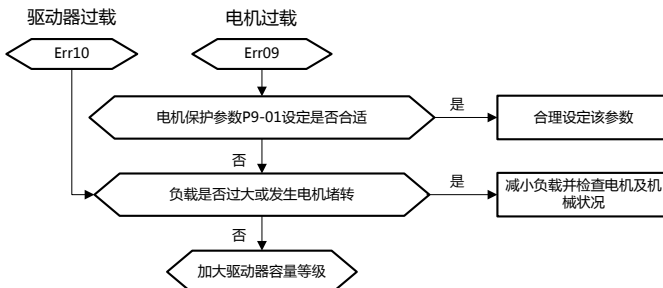 驱动器过载
电机过载
Err10
Err09
电机保护参数P9-01设定是否合适
是
合理设定该参数
否
负载是否过大或发生电机堵转
是
减小负载并检查电机及机
械状况
否
加大驱动器容量等级